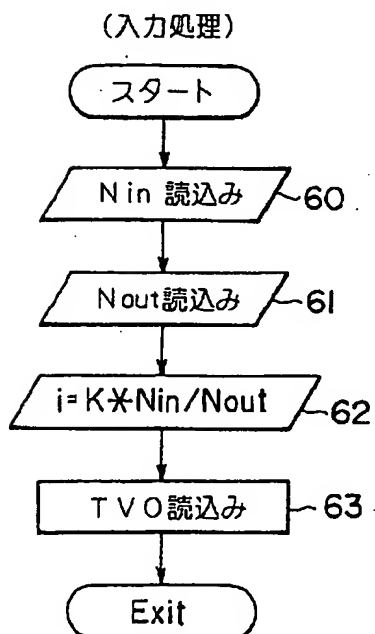 (入力処理)
スタート
Nin 読込み
60
Nout読込み
61
i=K*Nin/Nout
62
TVO読込み
63
Exit